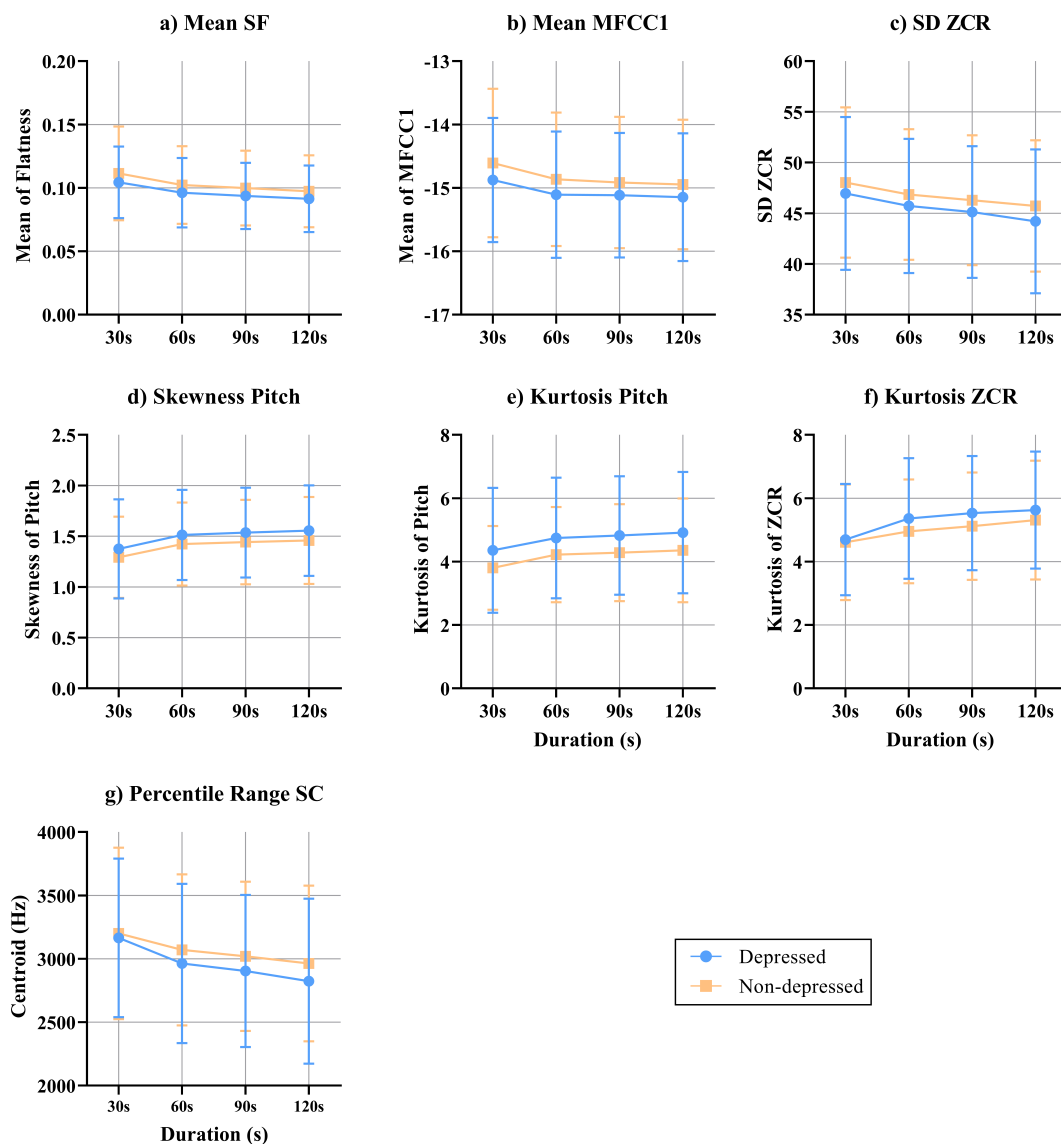 a) Mean SF
Mean of Flatness
0.20
0.15
0.10
0.05
0.00
30s 60s 90s 120s
b) Mean MFCC1
Mean of MFCC1
-13
-14
-15
-16
-17
30s 60s 90s 120s
c) SD ZCR
SD ZCR
60
55
50
45
40
35
30s 60s 90s 120s
d) Skewness Pitch
Skewness of Pitch
2.5
2.0
1.5
1.0
0.5
0.0
30s 60s 90s 120s
e) Kurtosis Pitch
Kurtosis of Pitch
8
6
4
2
0
30s 60s 90s 120s
Duration (s)
f) Kurtosis ZCR
Kurtosis of ZCR
8
6
4
2
0
30s 60s 90s 120s
Duration (s)
g) Percentile Range SC
Centroid (Hz)
4000
3500
3000
2500
2000
30s 60s 90s 120s
Duration (s)
Depressed
Non-depressed